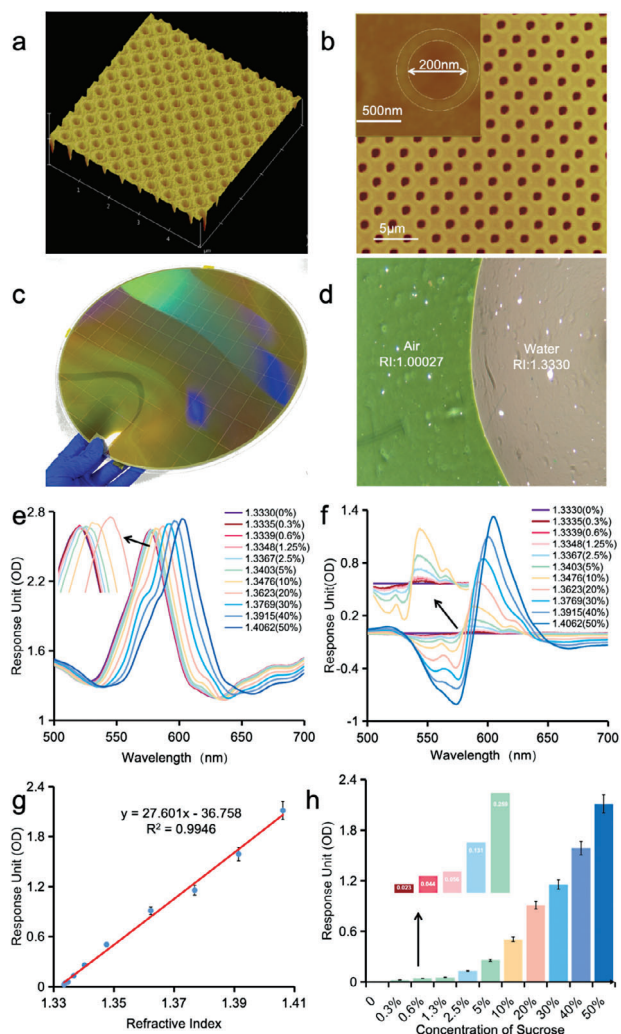 a
1
2
3
4
μm
b
200nm
500nm
5μm
c
d
Air
RI:1.00027
Water
RI:1.3330
e
Response Unit (OD)
2.8
2.2
1.6
1
500
550
600
650
700
Wavelength (nm)
1.3330(0%)
1.3335(0.3%)
1.3339(0.6%)
1.3348(1.25%)
1.3367(2.5%)
1.3403(5%)
1.3476(10%)
1.3623(20%)
1.3769(30%)
1.3915(40%)
1.4062(50%)
f
Response Unit (OD)
1.4
0.8
0.2
-0.4
-1
500
550
600
650
700
Wavelength (nm)
1.3330(0%)
1.3335(0.3%)
1.3339(0.6%)
1.3348(1.25%)
1.3367(2.5%)
1.3403(5%)
1.3476(10%)
1.3623(20%)
1.3769(30%)
1.3915(40%)
1.4062(50%)
g
Response Unit (OD)
2.4
1.8
1.2
0.6
0
y = 27.601x - 36.758
R² = 0.9946
1.33
1.35
1.37
1.39
1.41
Refractive Index
h
Response Unit (OD)
2.4
1.8
1.2
0.6
0
0.023
0.044
0.131
0
0.3%
0.6%
1.3%
2.5%
5%
10%
20%
30%
40%
50%
Concentration of Sucrose